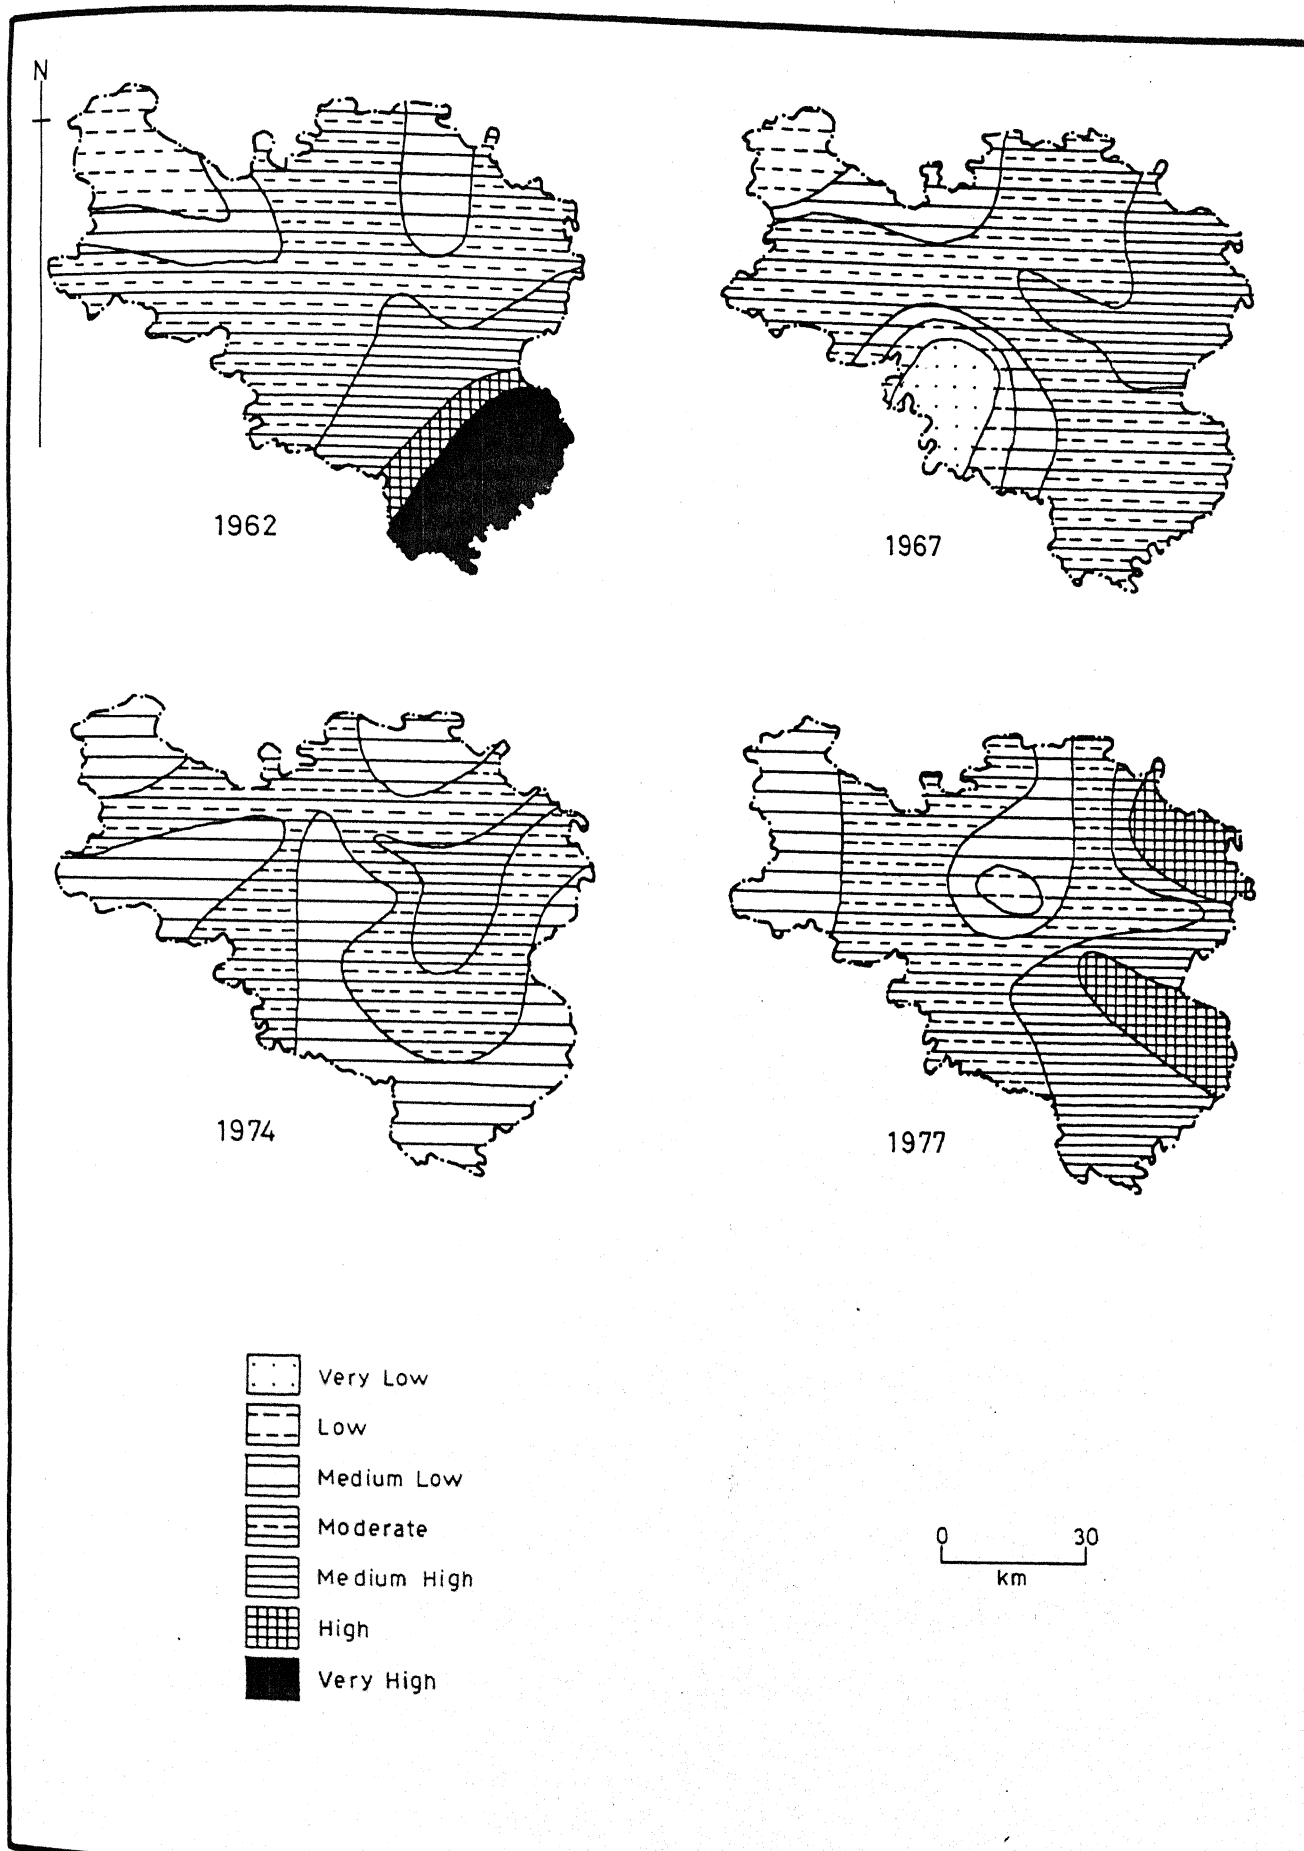 N
1962
1967
1974
1977
Very Low
Low
Medium Low
Moderate
Medium High
High
Very High
0 30
km